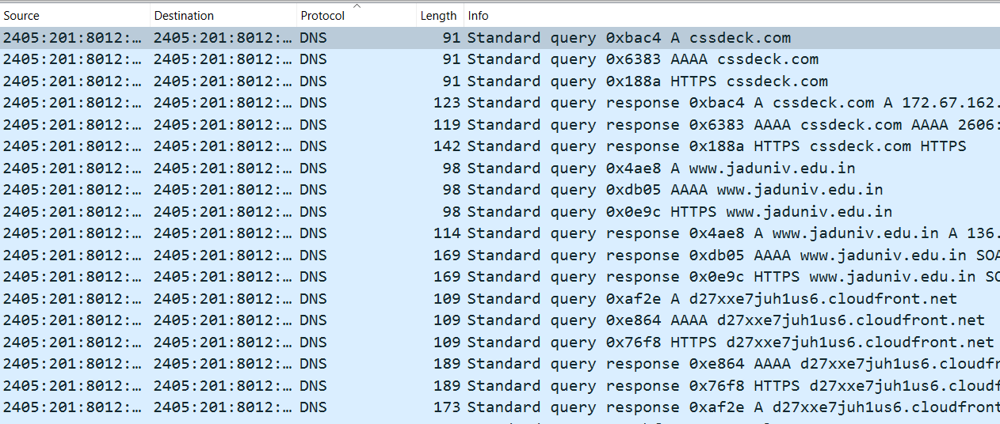 Source Destination Protocol Length Info
2405:201:8012:… 2405:201:8012:… DNS 91 Standard query 0xbac4 A cssdeck.com
2405:201:8012:… 2405:201:8012:… DNS 91 Standard query 0x6383 AAAA cssdeck.com
2405:201:8012:… 2405:201:8012:… DNS 91 Standard query 0x188a HTTPS cssdeck.com
2405:201:8012:… 2405:201:8012:… DNS 123 Standard query response 0xbac4 A cssdeck.com A 172.67.162.
2405:201:8012:… 2405:201:8012:… DNS 119 Standard query response 0x6383 AAAA cssdeck.com AAAA 2606:
2405:201:8012:… 2405:201:8012:… DNS 142 Standard query response 0x188a HTTPS cssdeck.com HTTPS
2405:201:8012:… 2405:201:8012:… DNS 98 Standard query 0x4ae8 A www.jaduniv.edu.in
2405:201:8012:… 2405:201:8012:… DNS 98 Standard query 0xdb05 AAAA www.jaduniv.edu.in
2405:201:8012:… 2405:201:8012:… DNS 98 Standard query 0x0e9c HTTPS www.jaduniv.edu.in
2405:201:8012:… 2405:201:8012:… DNS 114 Standard query response 0x4ae8 A www.jaduniv.edu.in A 136.
2405:201:8012:… 2405:201:8012:… DNS 169 Standard query response 0xdb05 AAAA www.jaduniv.edu.in SOA
2405:201:8012:… 2405:201:8012:… DNS 169 Standard query response 0x0e9c HTTPS www.jaduniv.edu.in SO
2405:201:8012:… 2405:201:8012:… DNS 109 Standard query 0xaf2e A d27xxe7juh1us6.cloudfront.net
2405:201:8012:… 2405:201:8012:… DNS 109 Standard query 0xe864 AAAA d27xxe7juh1us6.cloudfront.net
2405:201:8012:… 2405:201:8012:… DNS 109 Standard query 0x76f8 HTTPS d27xxe7juh1us6.cloudfront.net
2405:201:8012:… 2405:201:8012:… DNS 189 Standard query response 0xe864 AAAA d27xxe7juh1us6.cloudfr
2405:201:8012:… 2405:201:8012:… DNS 189 Standard query response 0x76f8 HTTPS d27xxe7juh1us6.cloudf
2405:201:8012:… 2405:201:8012:… DNS 173 Standard query response 0xaf2e A d27xxe7juh1us6.cloudfront